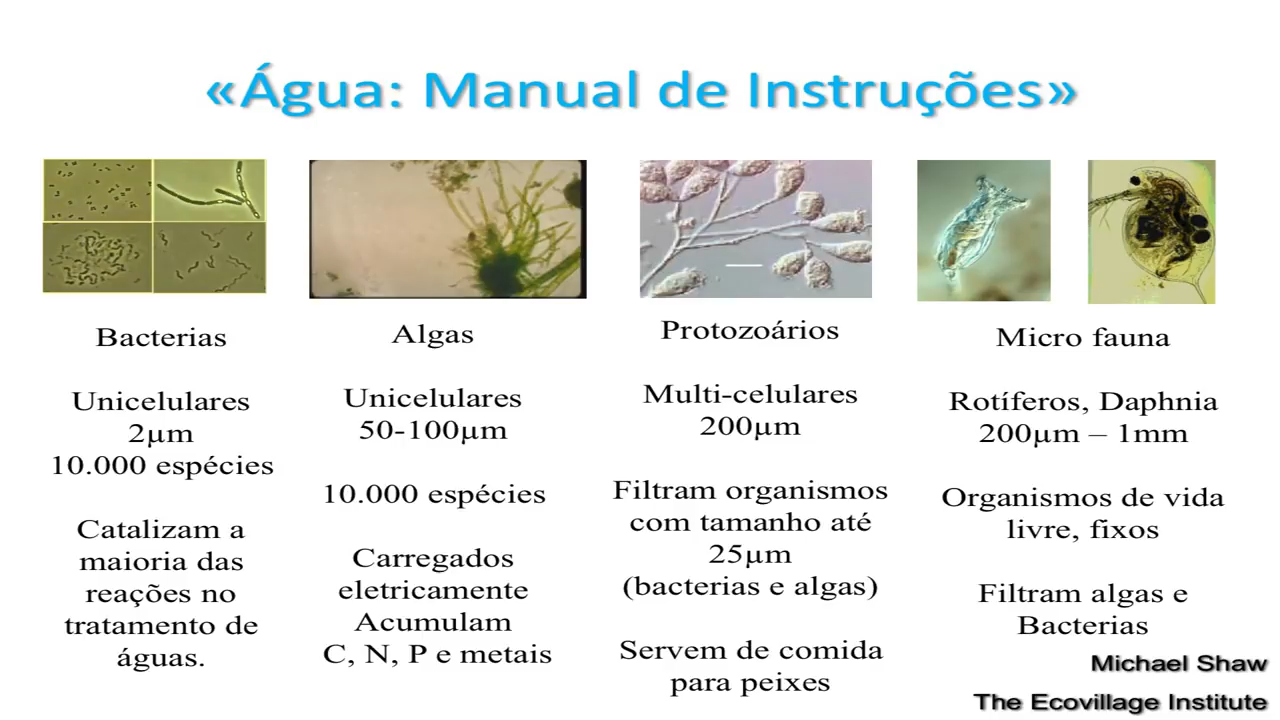 «Água: Manual de Instruções»
Bacterias
Unicelulares
2µm
10.000 espécies
Catalizam a
maioria das
reações no
tratamento de
águas.
Algas
Unicelulares
50-100µm
10.000 espécies
Carregados
eletricamente
Acumulam
C, N, P e metais
Protozoários
Multi-celulares
200µm
Filtram organismos
com tamanho até
25µm
(bacterias e algas)
Servem de comida
para peixes
Micro fauna
Rotíferos, Daphnia
200µm – 1mm
Organismos de vida
livre, fixos
Filtram algas e
Bacterias
Michael Shaw
The Ecovillage Institute